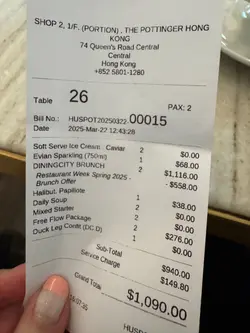 SHOP 2, 1/F. (PORTION) , THE POTTINGER HONG
KONG
74 Queen's Road Central
Central
Hong Kong
+852 5801-1280
Table 26 PAX: 2
Bill No.: HUSPOT20250322 00015
Date 2025-Mar-22 12:43:28
Soft Serve Ice Cream : Caviar 2 $0.00
Evian Sparkling (750ml) 1 $68.00
DININGCITY BRUNCH 2 $1,116.00
Restaurant Week Spring 2025 - - $558.00
Brunch Offer
Halibut, Papillote 1 $38.00
Daily Soup 1 $0.00
Mixed Starter 2 $0.00
Free Flow Package 2 $276.00
Duck Leg Confit (DC.D) 1 $0.00
Sub-Total $940.00
Service Charge $149.80
Grand Total $1,090.00
HUSP